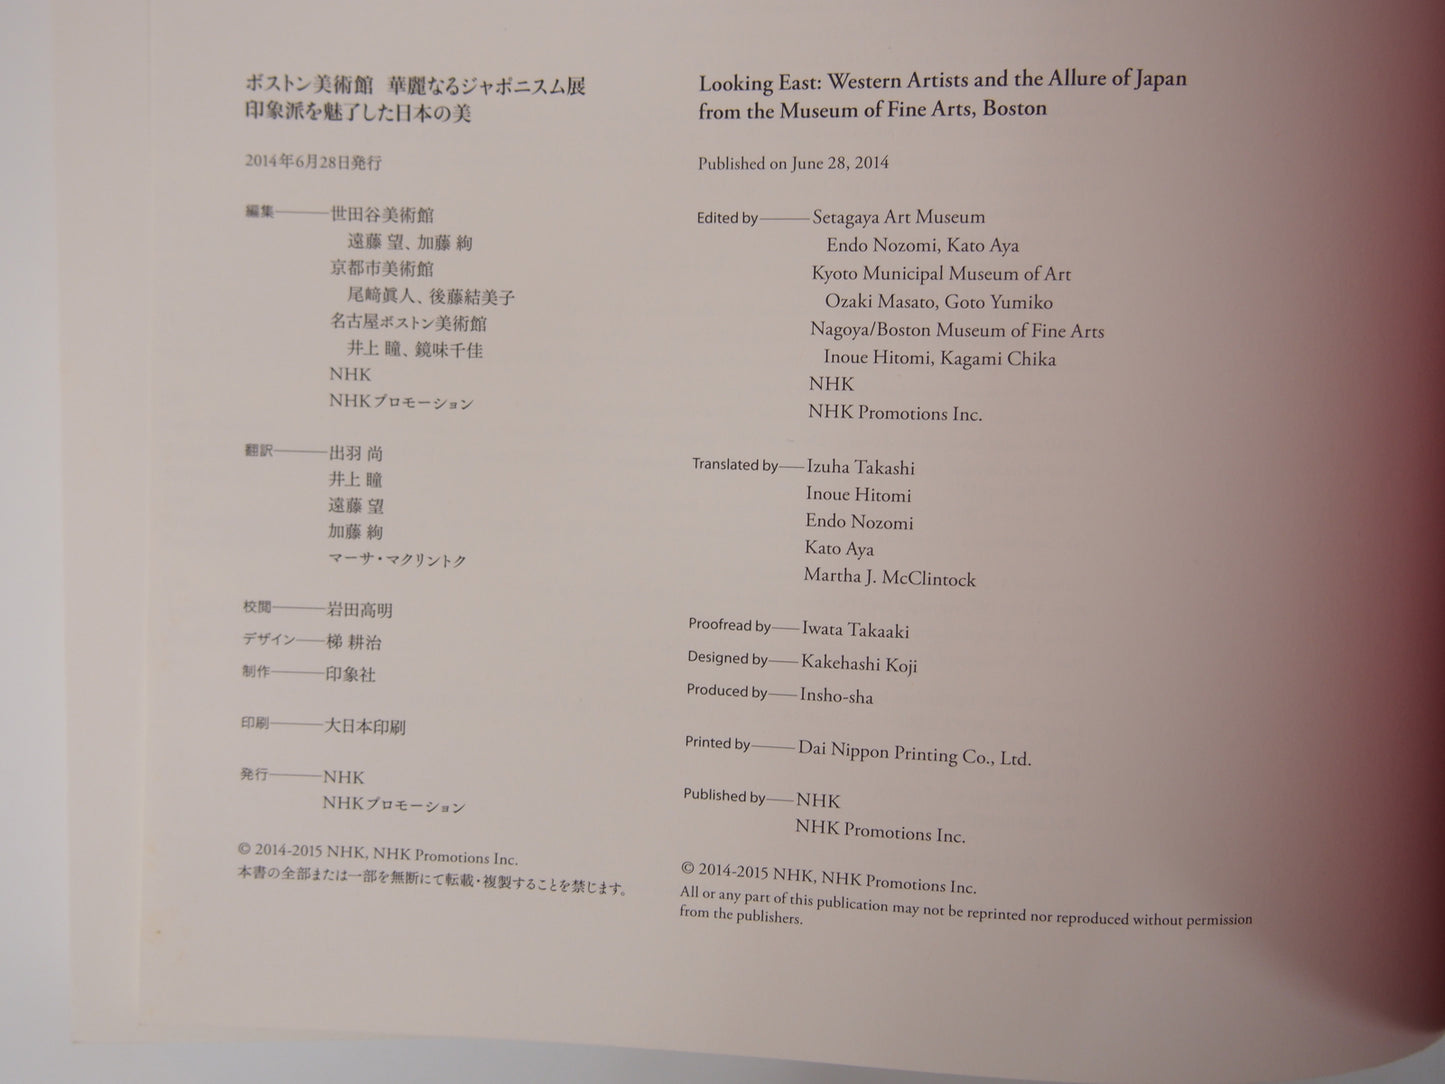 ボストン美術館 華麗なるジャポニスム展
印象派を魅了した日本の美
2014年6月28日発行
編集――世田谷美術館
遠藤 望、加藤 絢
京都市美術館
尾﨑眞人、後藤結美子
名古屋ボストン美術館
井上 瞳、鏡味千佳
NHK
NHKプロモーション
翻訳――出羽 尚
井上 瞳
遠藤 望
加藤 絢
マーサ・マクリントク
校閲――岩田高明
デザイン――梯 耕治
制作――印象社
印刷――大日本印刷
発行――NHK
NHKプロモーション
© 2014-2015 NHK, NHK Promotions Inc.
本書の全部または一部を無断にて転載・複製することを禁じます。
Looking East: Western Artists and the Allure of Japan
from the Museum of Fine Arts, Boston
Published on June 28, 2014
Edited by——Setagaya Art Museum
Endo Nozomi, Kato Aya
Kyoto Municipal Museum of Art
Ozaki Masato, Goto Yumiko
Nagoya/Boston Museum of Fine Arts
Inoue Hitomi, Kagami Chika
NHK
NHK Promotions Inc.
Translated by——Izuha Takashi
Inoue Hitomi
Endo Nozomi
Kato Aya
Martha J. McClintock
Proofread by——Iwata Takaaki
Designed by——Kakehashi Koji
Produced by——Insho-sha
Printed by——Dai Nippon Printing Co., Ltd.
Published by——NHK
NHK Promotions Inc.
© 2014-2015 NHK, NHK Promotions Inc.
All or any part of this publication may not be reprinted nor reproduced without permission
from the publishers.